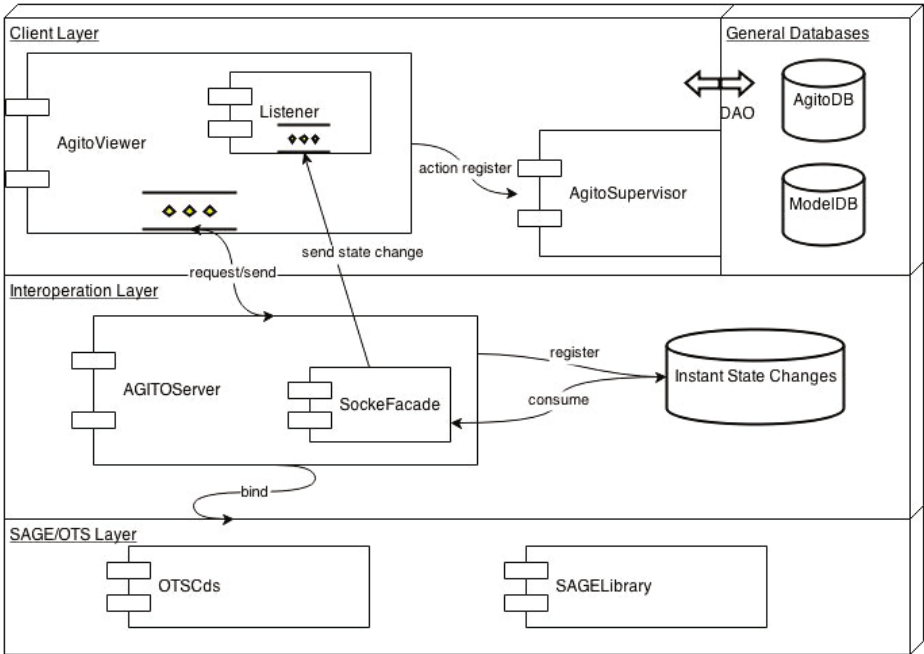 Client Layer
General Databases
Listener
AgitoViewer
AgitoDB
DAO
action register
AgitoSupervisor
ModelDB
send state change
request/send
Interoperation Layer
register
AGITOServer
SockeFacade
Instant State Changes
consume
bind
SAGE/OTS Layer
OTSCds
SAGELibrary